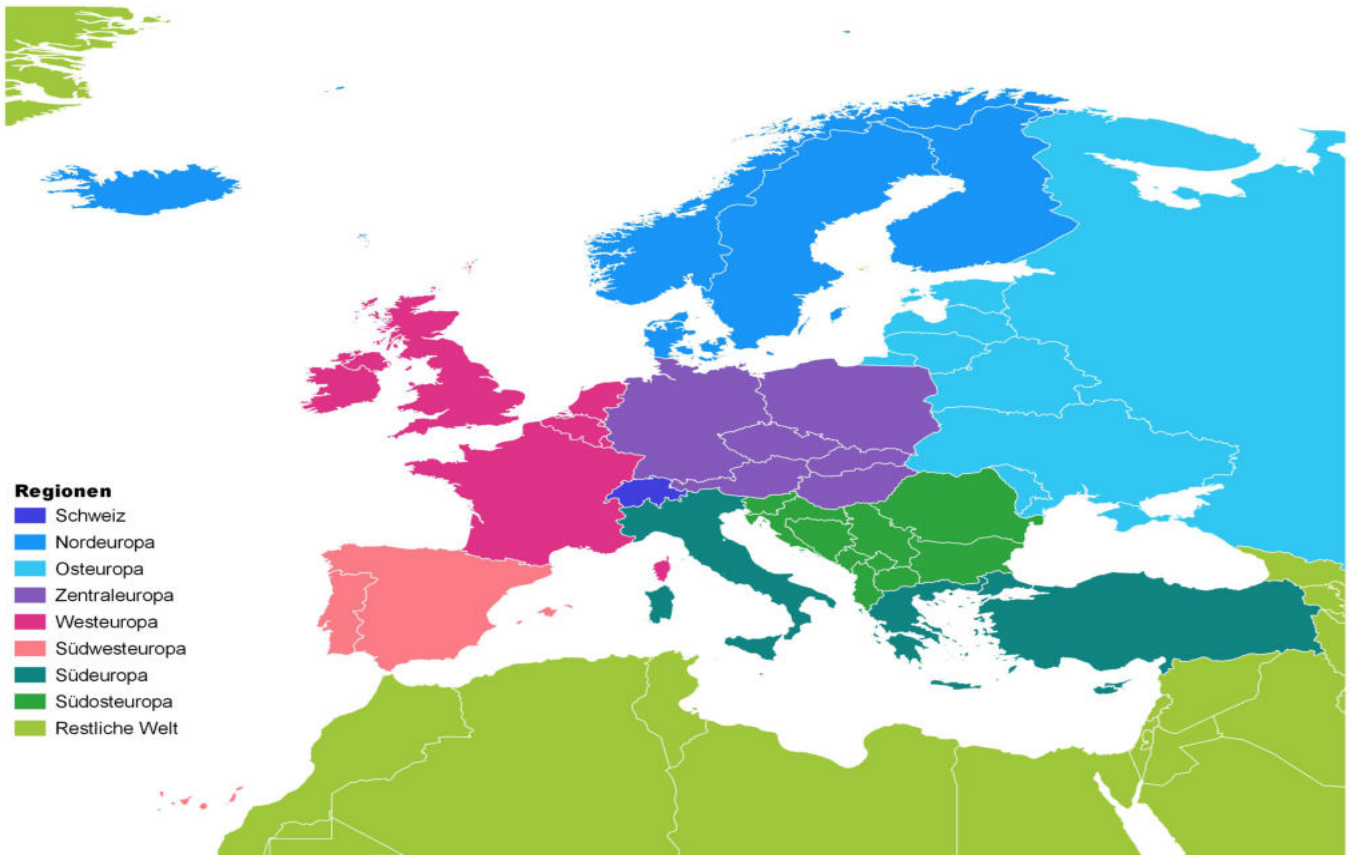 Regionen
Schweiz
Nordeuropa
Osteuropa
Zentraleuropa
Westeuropa
Südwesteuropa
Südeuropa
Südosteuropa
Restliche Welt